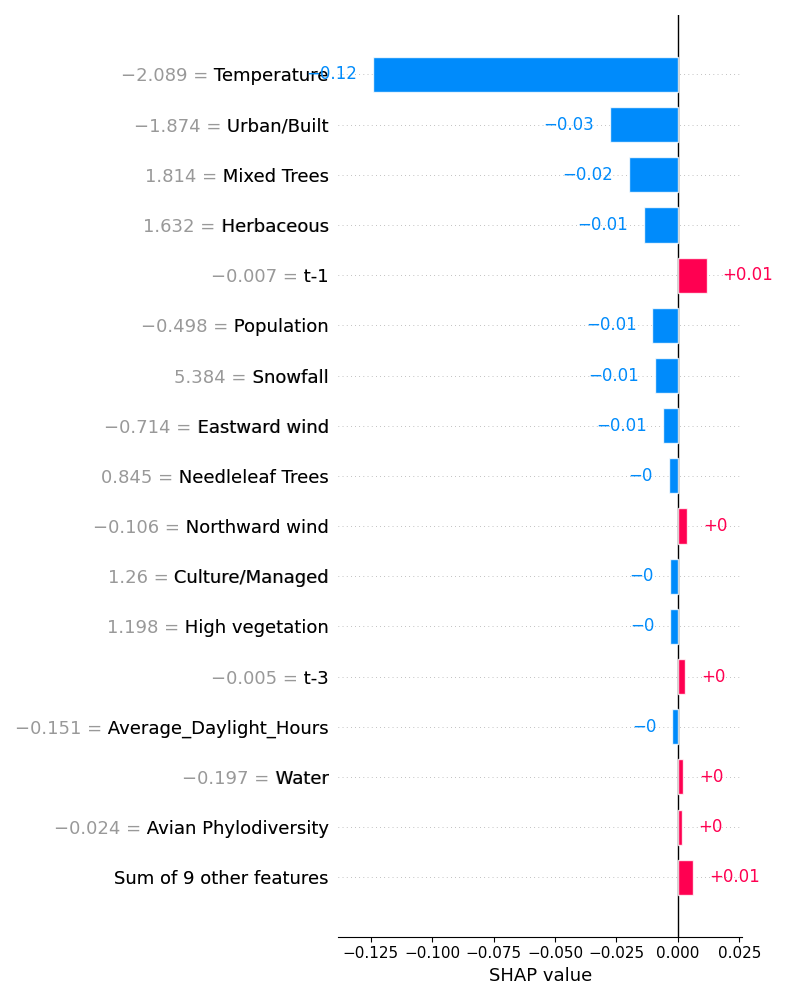 −2.089 = Temperature −0.12
−1.874 = Urban/Built −0.03
1.814 = Mixed Trees −0.02
1.632 = Herbaceous −0.01
−0.007 = t-1 +0.01
−0.498 = Population −0.01
5.384 = Snowfall −0.01
−0.714 = Eastward wind −0.01
0.845 = Needleleaf Trees −0
−0.106 = Northward wind +0
1.26 = Culture/Managed −0
1.198 = High vegetation −0
−0.005 = t-3 +0
−0.151 = Average_Daylight_Hours −0
−0.197 = Water +0
−0.024 = Avian Phylodiversity +0
Sum of 9 other features +0.01
−0.125 −0.100 −0.075 −0.050 −0.025 0.000 0.025
SHAP value